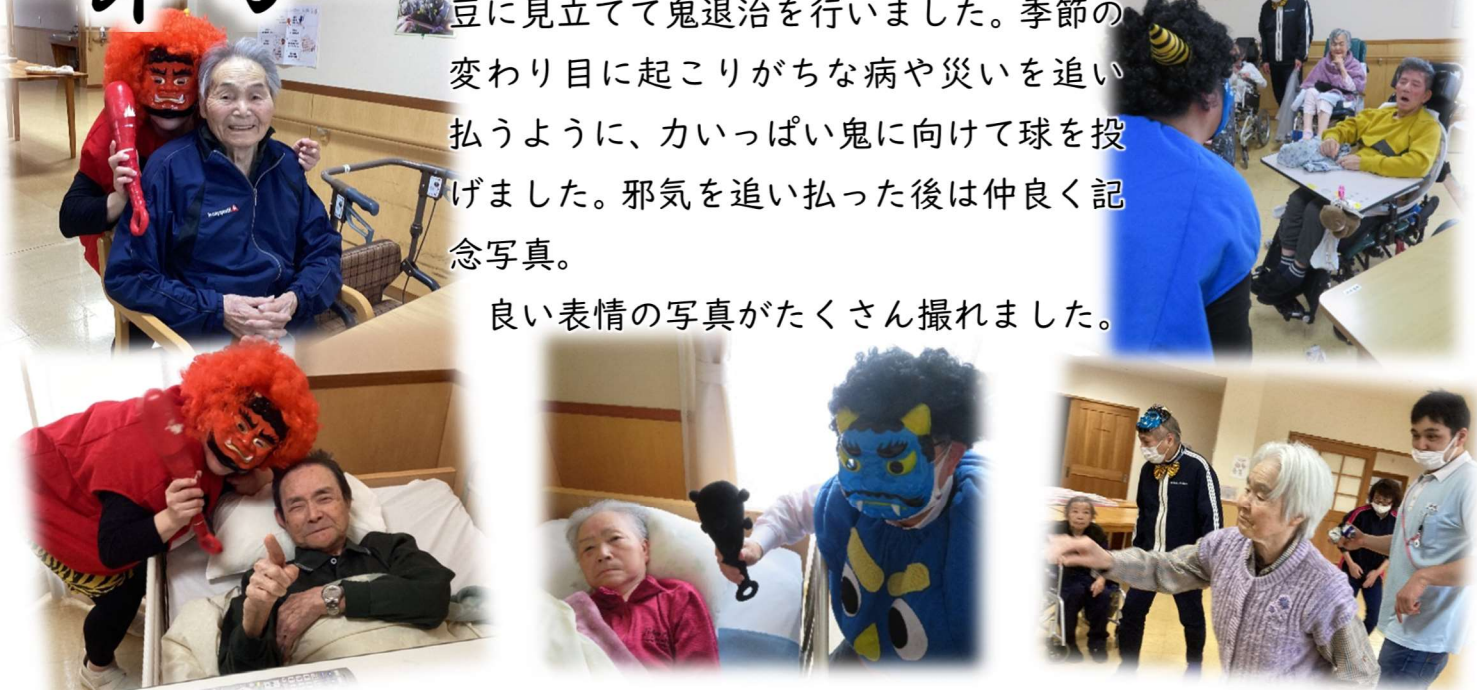 豆に見立てて鬼退治を行いました。季節の
変わり目に起こりがちな病や災いを追い
払うように、力いっぱい鬼に向けて球を投
げました。邪気を追い払った後は仲良く記
念写真。
良い表情の写真がたくさん撮れました。